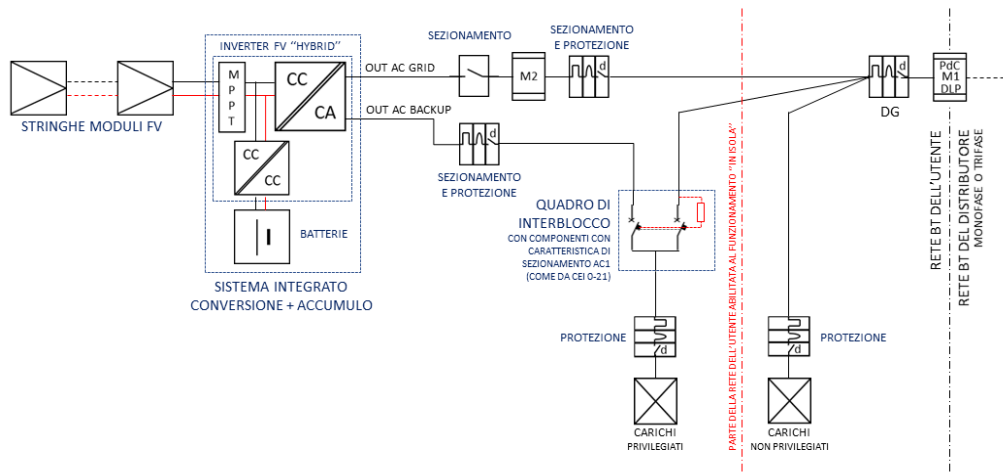 STRINGHE MODULI FV
INVERTER FV "HYBRID"
M
P
P
T
CC
CA
CC
CC
BATTERIE
SISTEMA INTEGRATO
CONVERSIONE + ACCUMULO
OUT AC GRID
OUT AC BACKUP
SEZIONAMENTO
M2
SEZIONAMENTO
E PROTEZIONE
d
d
SEZIONAMENTO
E PROTEZIONE
QUADRO DI
INTERBLOCCO
CON COMPONENTI CON
CARATTERISTICA DI
SEZIONAMENTO AC1
(COME DA CEI 0-21)
PROTEZIONE
d
CARICHI
PRIVILEGIATI
PARTE DELLA RETE DELL'UTENTE ABILITATA AL FUNZIONAMENTO "IN ISOLA"
d
PROTEZIONE
CARICHI
NON PRIVILEGIATI
d
DG
PdC
M1
DLP
RETE BT DELL'UTENTE
RETE BT DEL DISTRIBUTORE
MONOFASE O TRIFASE